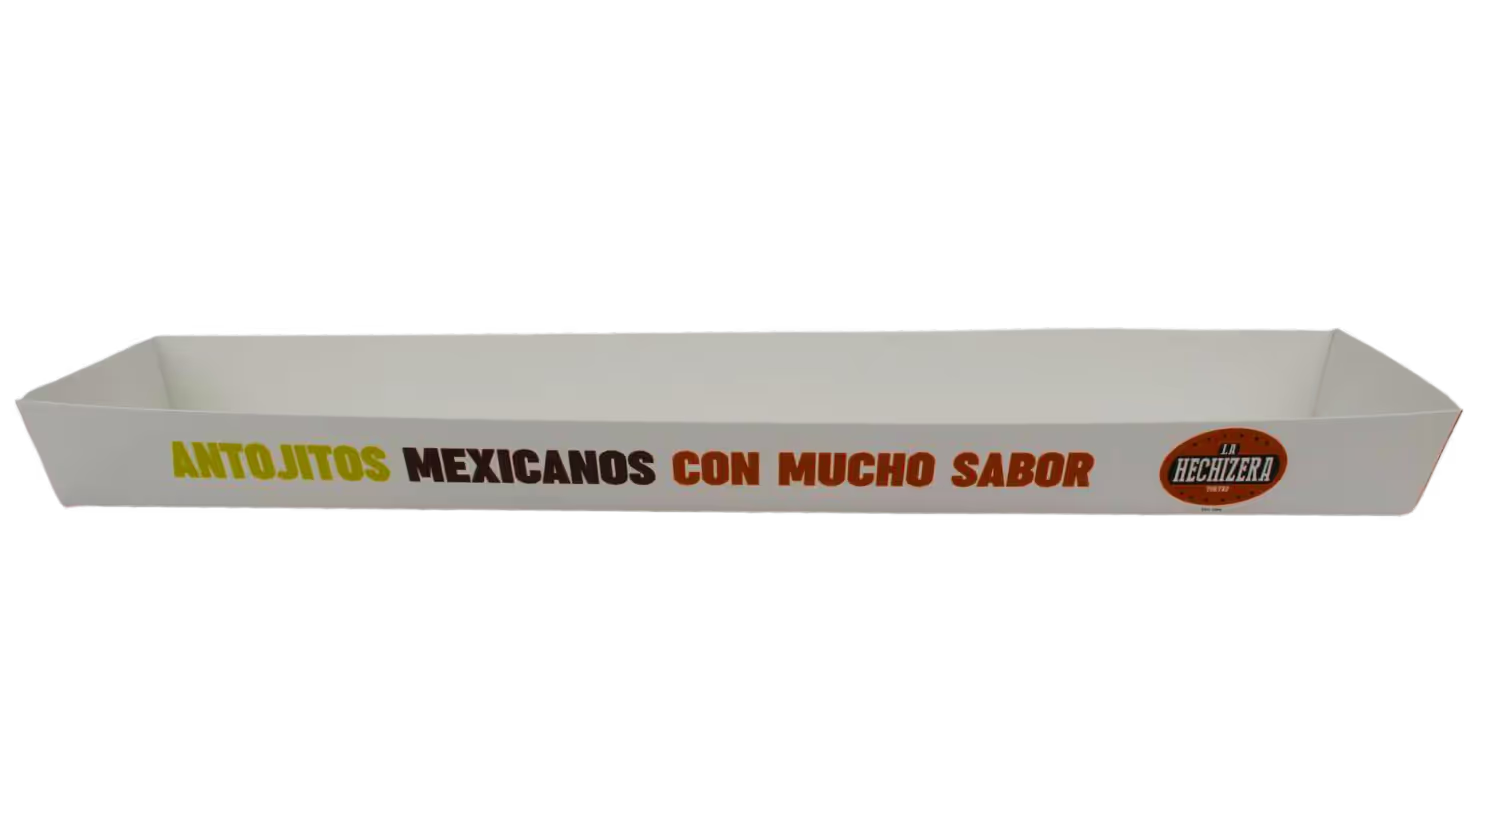 ANTOJITOS MEXICANOS CON MUCHO SABOR
LA
HECHIZERA